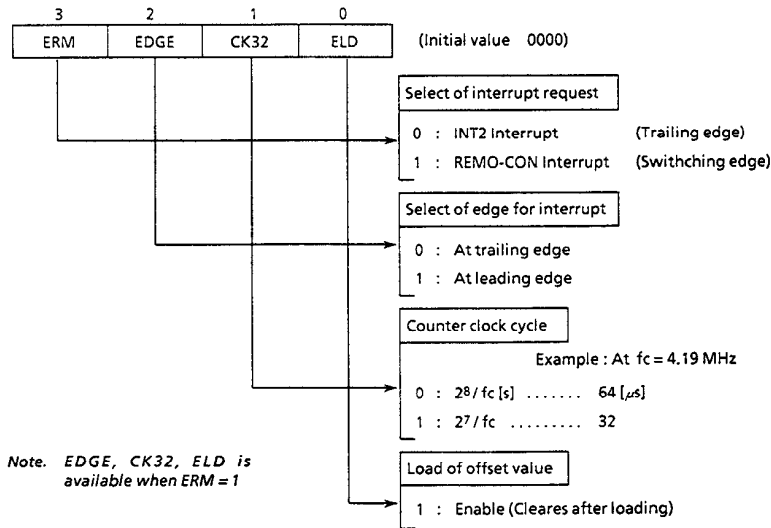 3 2 1 0
ERM EDGE CK32 ELD (Initial value 0000)
Select of interrupt request
0 : INT2 Interrupt (Trailing edge)
1 : REMO-CON Interrupt (Swithching edge)
Select of edge for interrupt
0 : At trailing edge
1 : At leading edge
Counter clock cycle
Example : At fc = 4.19 MHz
0 : 2⁸ / fc [s] ....... 64 [μs]
1 : 2⁷ / fc ......... 32
Note. EDGE, CK32, ELD is
available when ERM = 1
Load of offset value
1 : Enable (Cleares after loading)